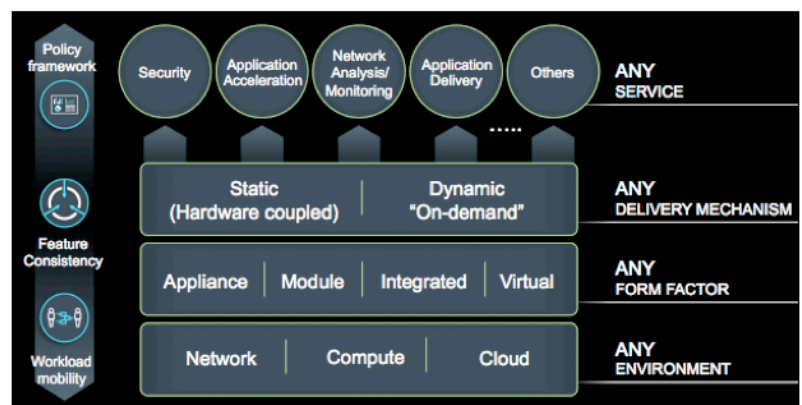 Policy
framework
Feature
Consistency
Workload
mobility
Security
Application
Acceleration
Network
Analysis/
Monitoring
Application
Delivery
Others
.....
ANY
SERVICE
Static
(Hardware coupled)
Dynamic
“On-demand”
ANY
DELIVERY MECHANISM
Appliance
Module
Integrated
Virtual
ANY
FORM FACTOR
Network
Compute
Cloud
ANY
ENVIRONMENT